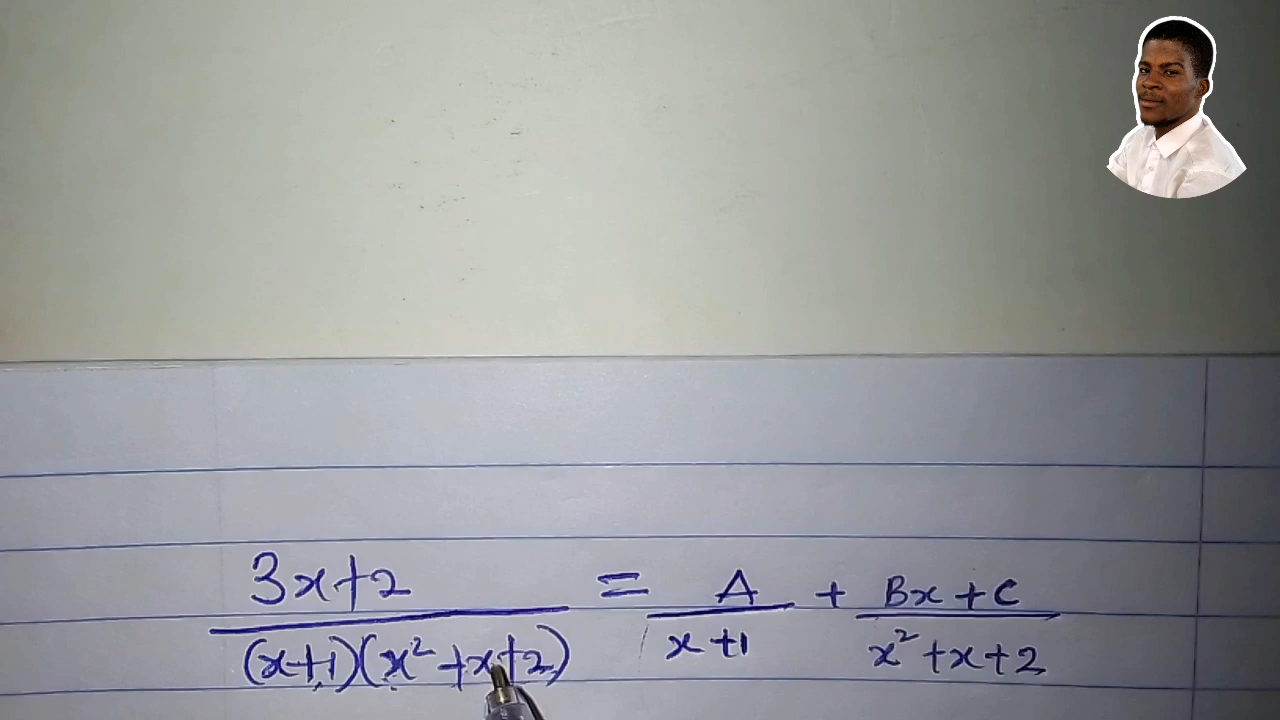 3x+2 = A + Bx+C
(x+1)(x²+x+2) x+1 x²+x+2